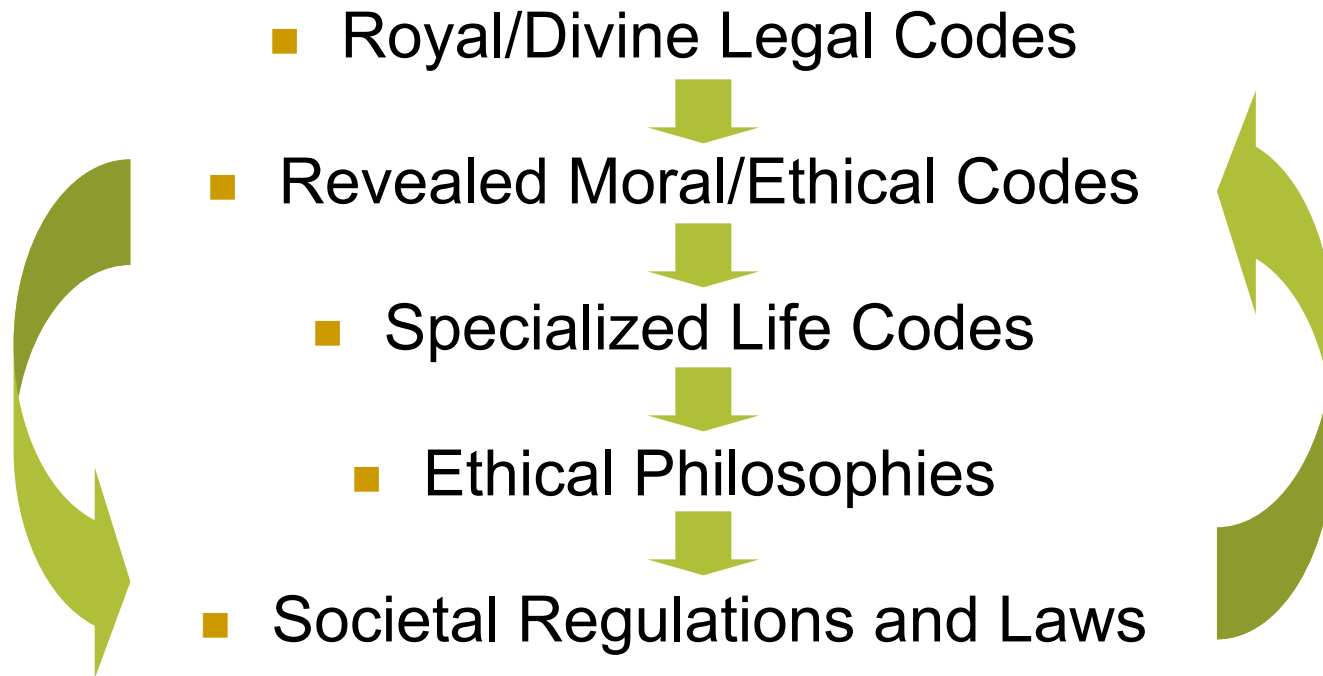 Royal/Divine Legal Codes
Revealed Moral/Ethical Codes
Specialized Life Codes
Ethical Philosophies
Societal Regulations and Laws